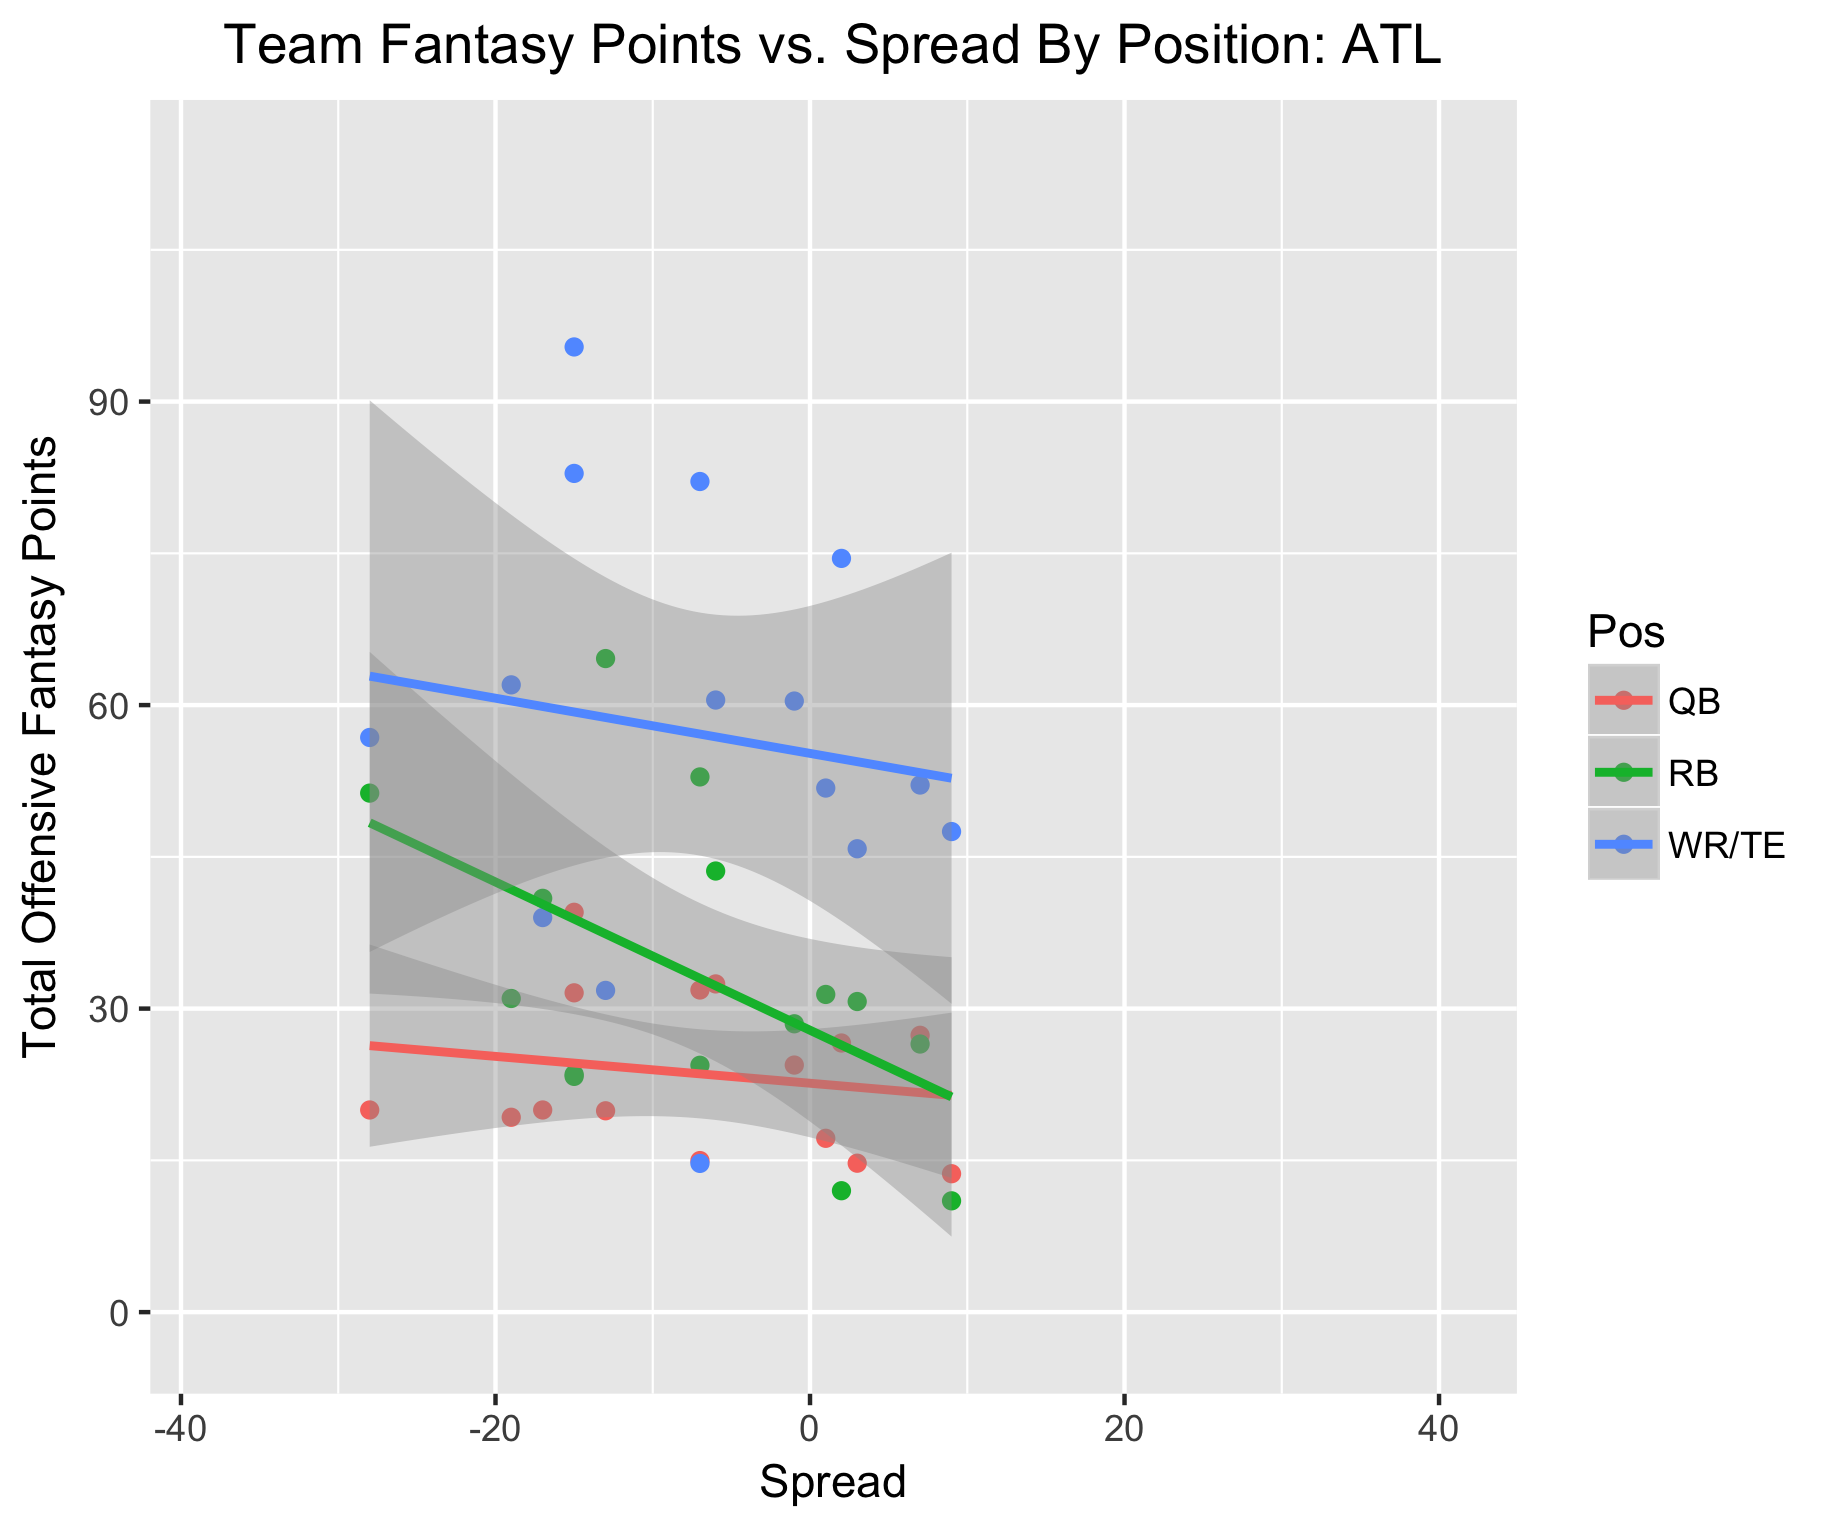 Team Fantasy Points vs. Spread By Position: ATL
Total Offensive Fantasy Points
90
60
30
0
-40
-20
0
20
40
Spread
Pos
QB
RB
WR/TE